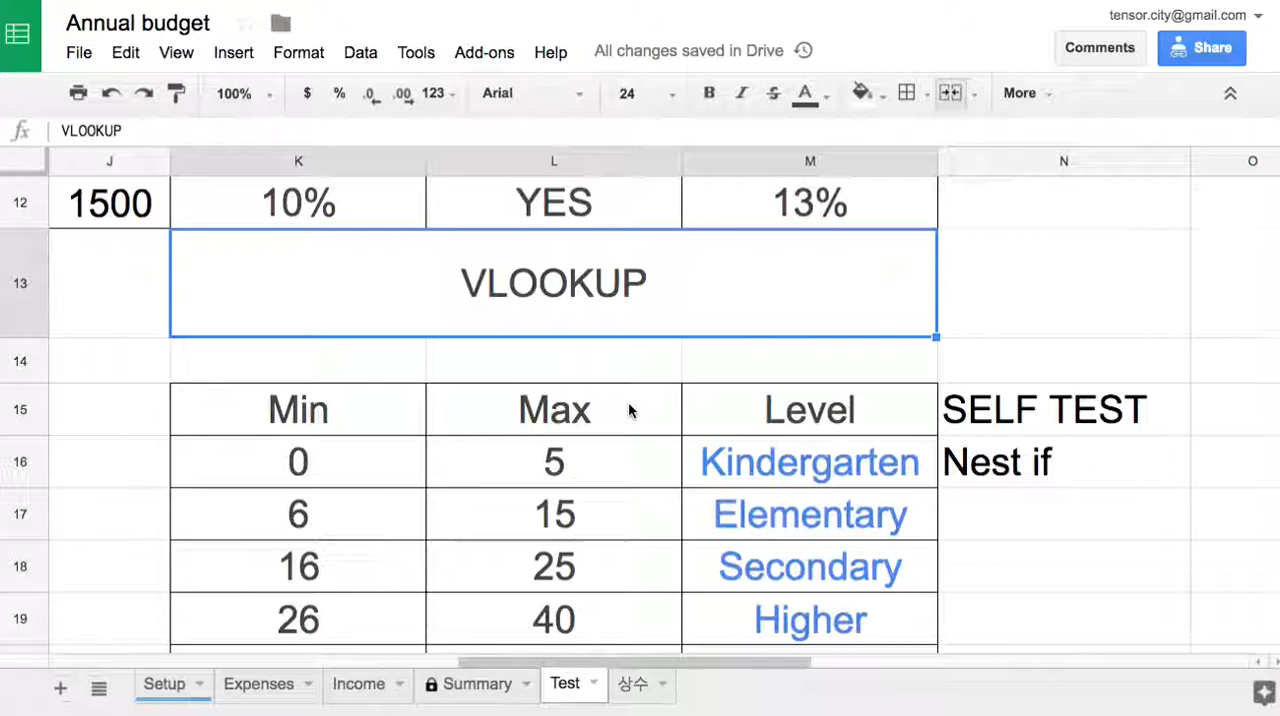 Annual budget
tensor.city@gmail.com
File Edit View Insert Format Data Tools Add-ons Help All changes saved in Drive
Comments Share
100% $ % .0 .00 123 Arial 24 B I S A More
fx VLOOKUP
J K L M N O
12 1500 10% YES 13%
13 VLOOKUP
14
15 Min Max Level SELF TEST
16 0 5 Kindergarten Nest if
17 6 15 Elementary
18 16 25 Secondary
19 26 40 Higher
Setup Expenses Income Summary Test 상수